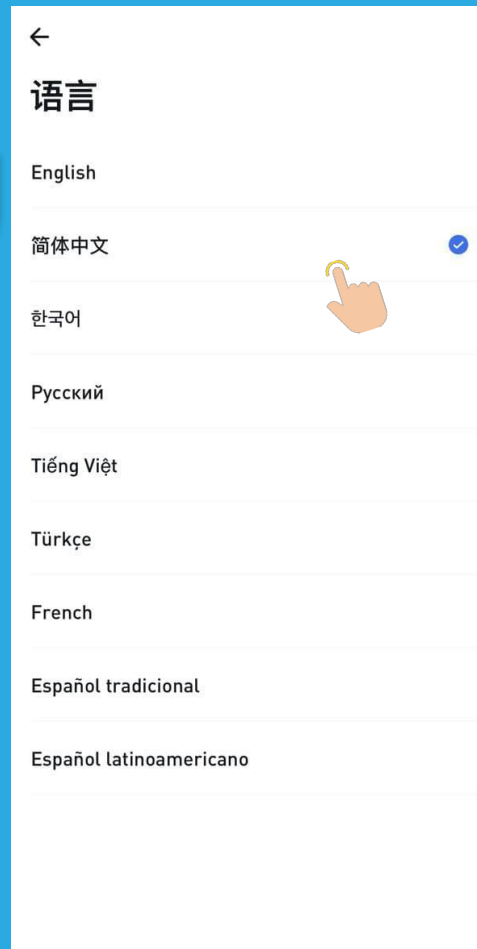 语言
English
简体中文
한국어
Русский
Tiếng Việt
Türkçe
French
Español tradicional
Español latinoamericano